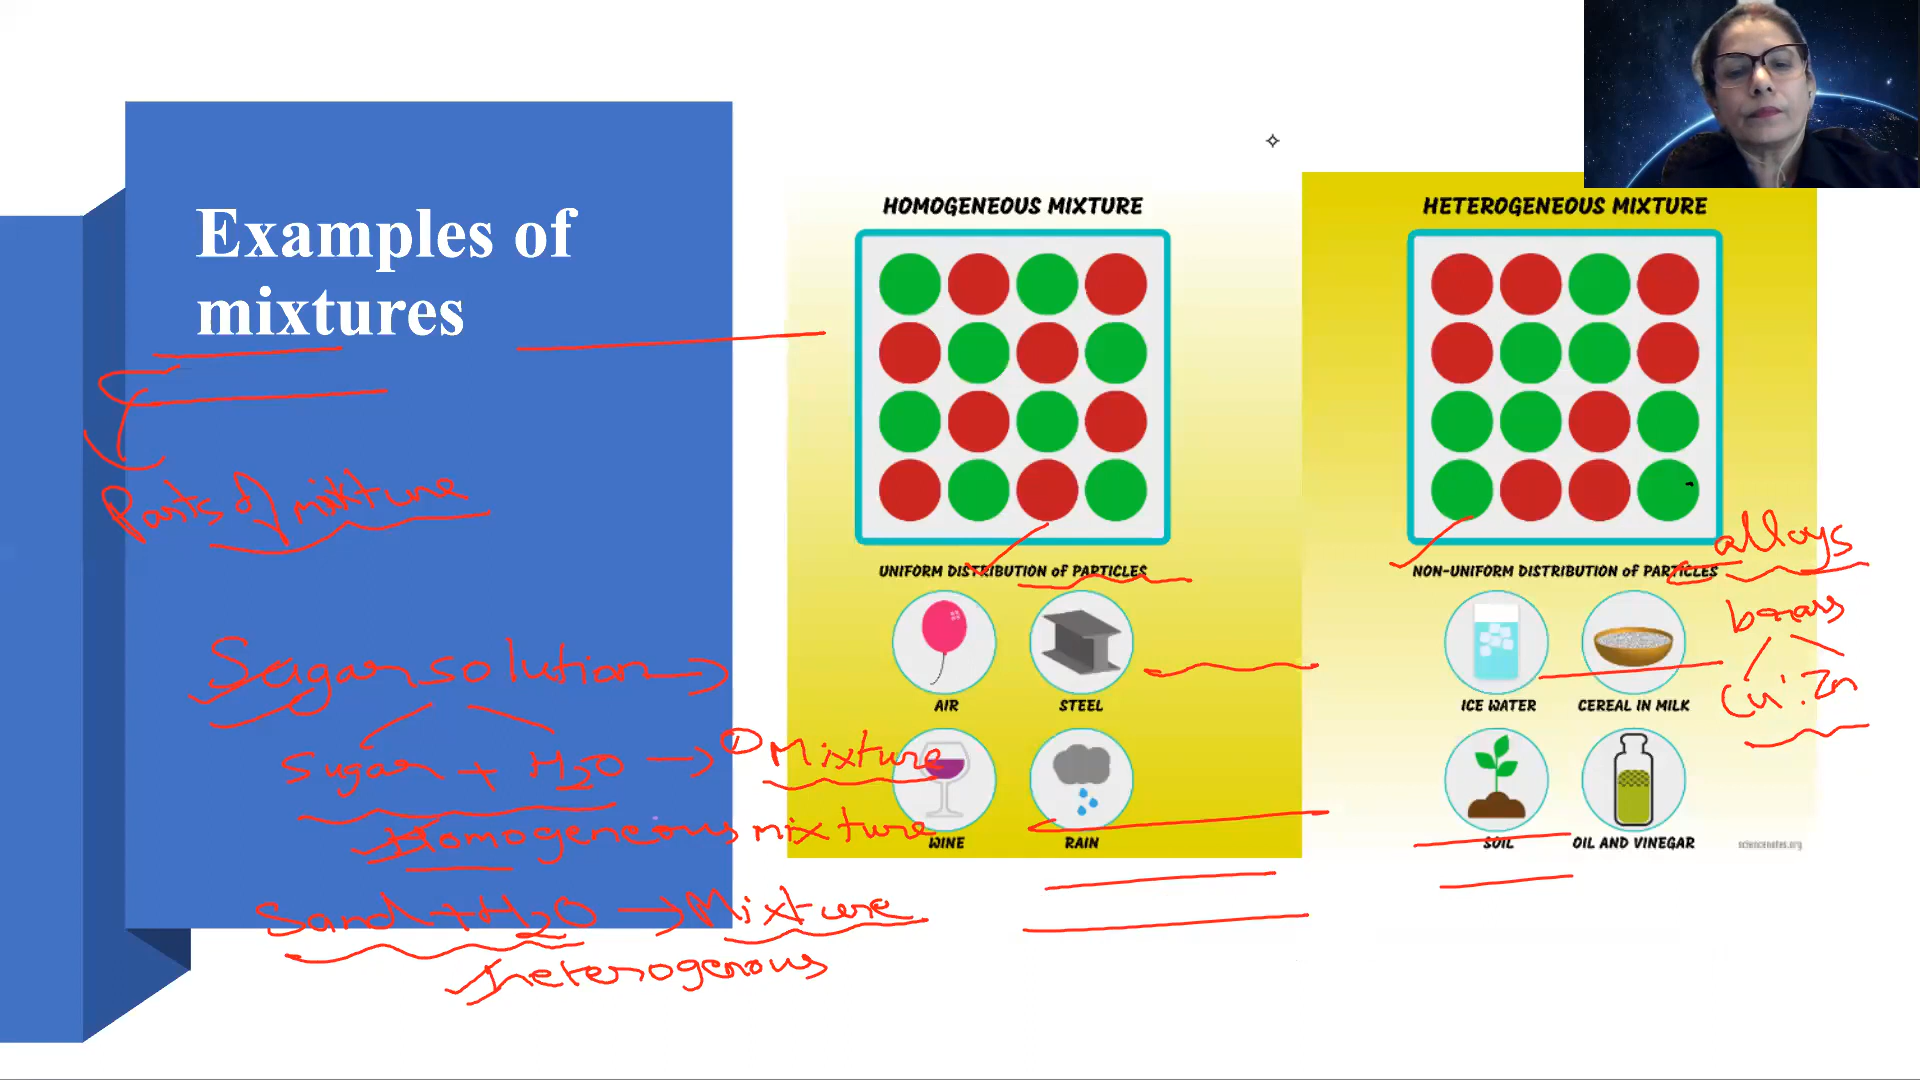 Examples of
mixtures
Parts of mixture
Sugar solution →
Sugar + H2O → ① Mixture
Homogeneous mixture
Sand + H2O → Mixture
heterogenous
HOMOGENEOUS MIXTURE
UNIFORM DISTRIBUTION of PARTICLES
AIR
STEEL
WINE
RAIN
HETEROGENEOUS MIXTURE
NON-UNIFORM DISTRIBUTION of PARTICLES
ICE WATER
CEREAL IN MILK
SOIL
OIL AND VINEGAR
sciencenotes.org
alloys
brass
Cu : Zn